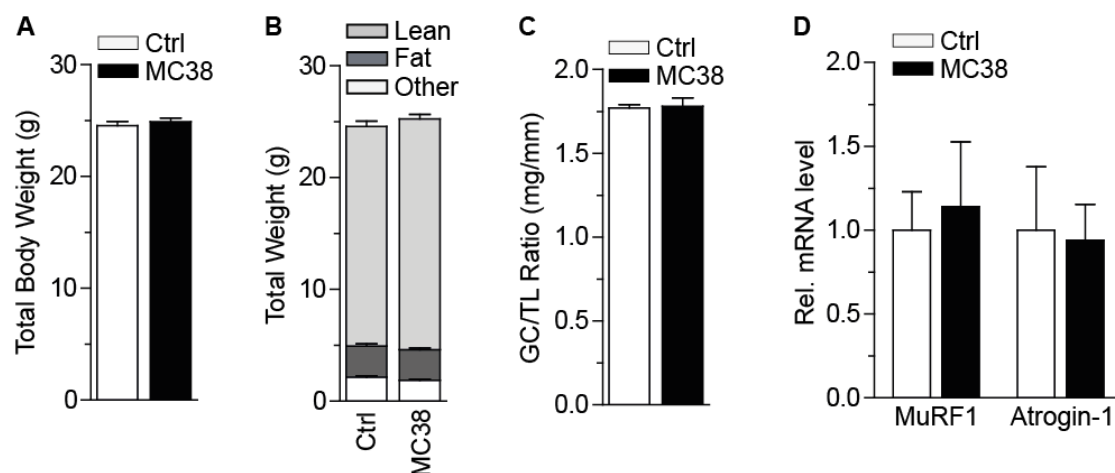 A
Ctrl
MC38
Total Body Weight (g)
30
20
10
0
B
Lean
Fat
Other
Total Weight (g)
30
20
10
0
Ctrl
MC38
C
Ctrl
MC38
GC/TL Ratio (mg/mm)
2.0
1.5
1.0
0.5
0.0
D
Ctrl
MC38
Rel. mRNA level
2.0
1.5
1.0
0.5
0.0
MuRF1
Atrogin-1